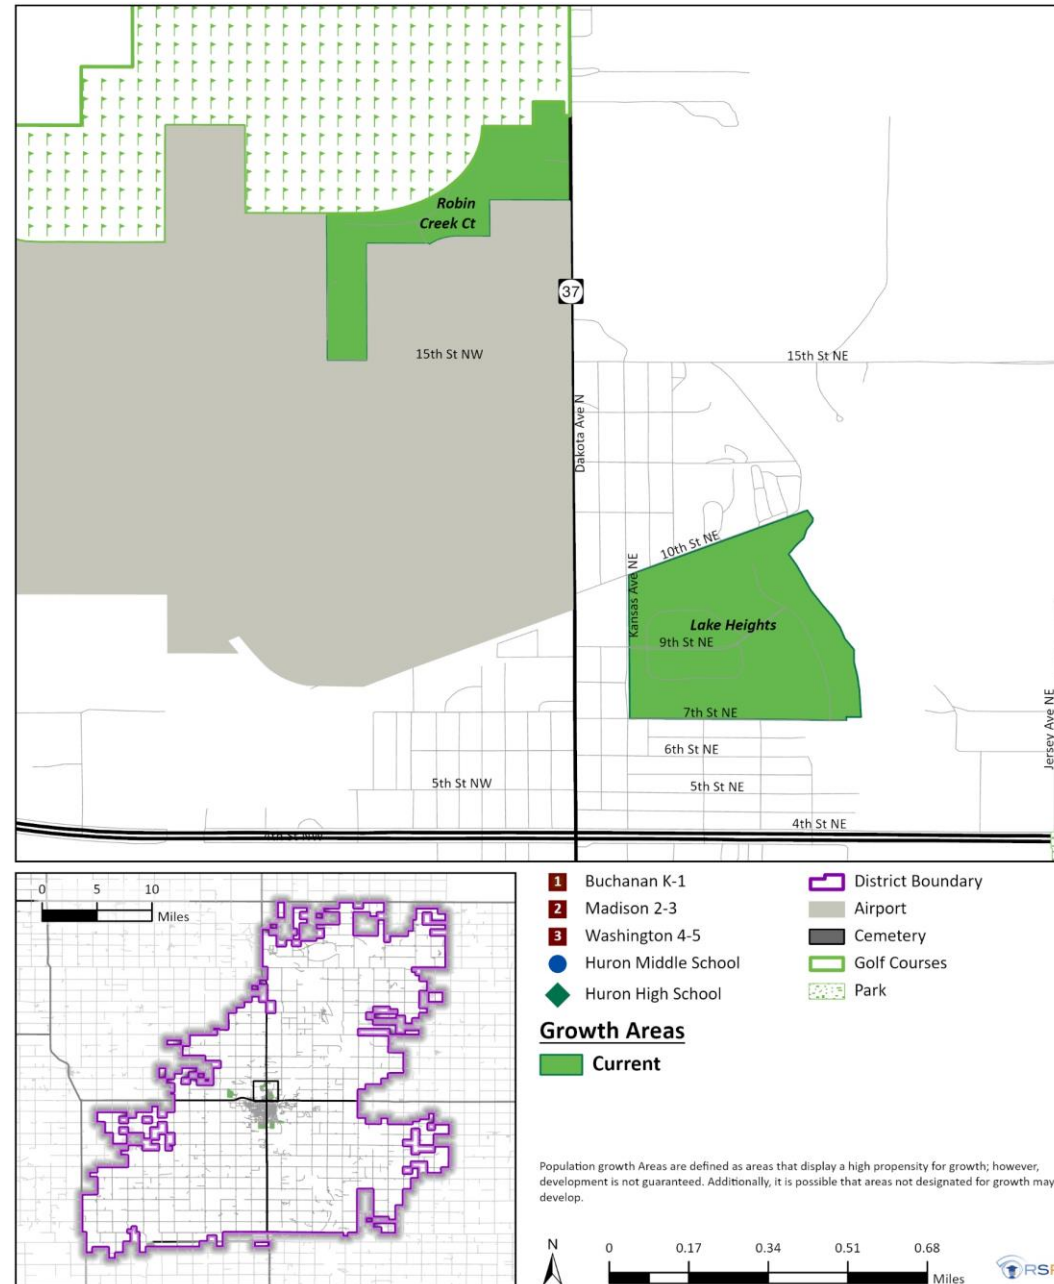 Robin
Creek Ct
37
15th St NW
15th St NE
Dakota Ave N
10th St NE
Kansas Ave NE
Lake Heights
9th St NE
7th St NE
Jersey Ave NE
6th St NE
5th St NW
5th St NE
4th St NE
4th St NW
0 5 10
Miles
1 Buchanan K-1
2 Madison 2-3
3 Washington 4-5
Huron Middle School
Huron High School
District Boundary
Airport
Cemetery
Golf Courses
Park
Growth Areas
Current
Population growth Areas are defined as areas that display a high propensity for growth; however,
development is not guaranteed. Additionally, it is possible that areas not designated for growth may
develop.
N
0 0.17 0.34 0.51 0.68
Miles